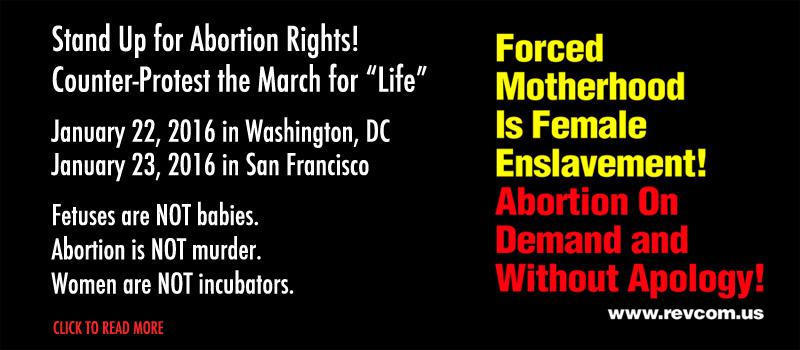 Stand Up for Abortion Rights!
Counter-Protest the March for “Life”
January 22, 2016 in Washington, DC
January 23, 2016 in San Francisco
Fetuses are NOT babies.
Abortion is NOT murder.
Women are NOT incubators.
CLICK TO READ MORE
Forced
Motherhood
Is Female
Enslavement!
Abortion On
Demand and
Without Apology!
www.revcom.us